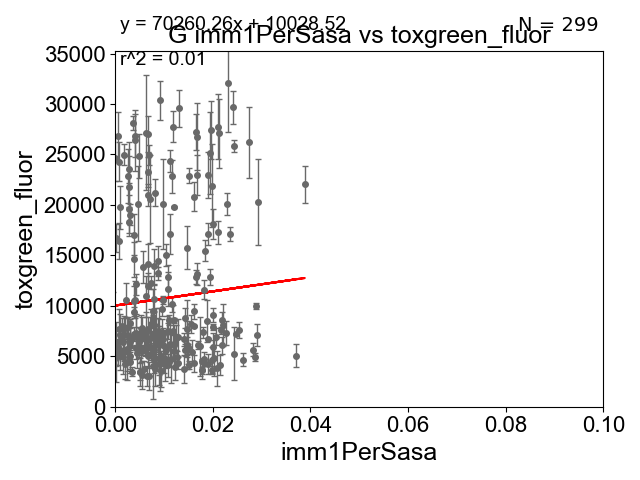 y = 70260.26x + 10028.52
N = 299
G imm1PerSasa vs toxgreen_fluor
r^2 = 0.01
35000
30000
25000
20000
15000
10000
5000
0
toxgreen_fluor
0.00 0.02 0.04 0.06 0.08 0.10
imm1PerSasa